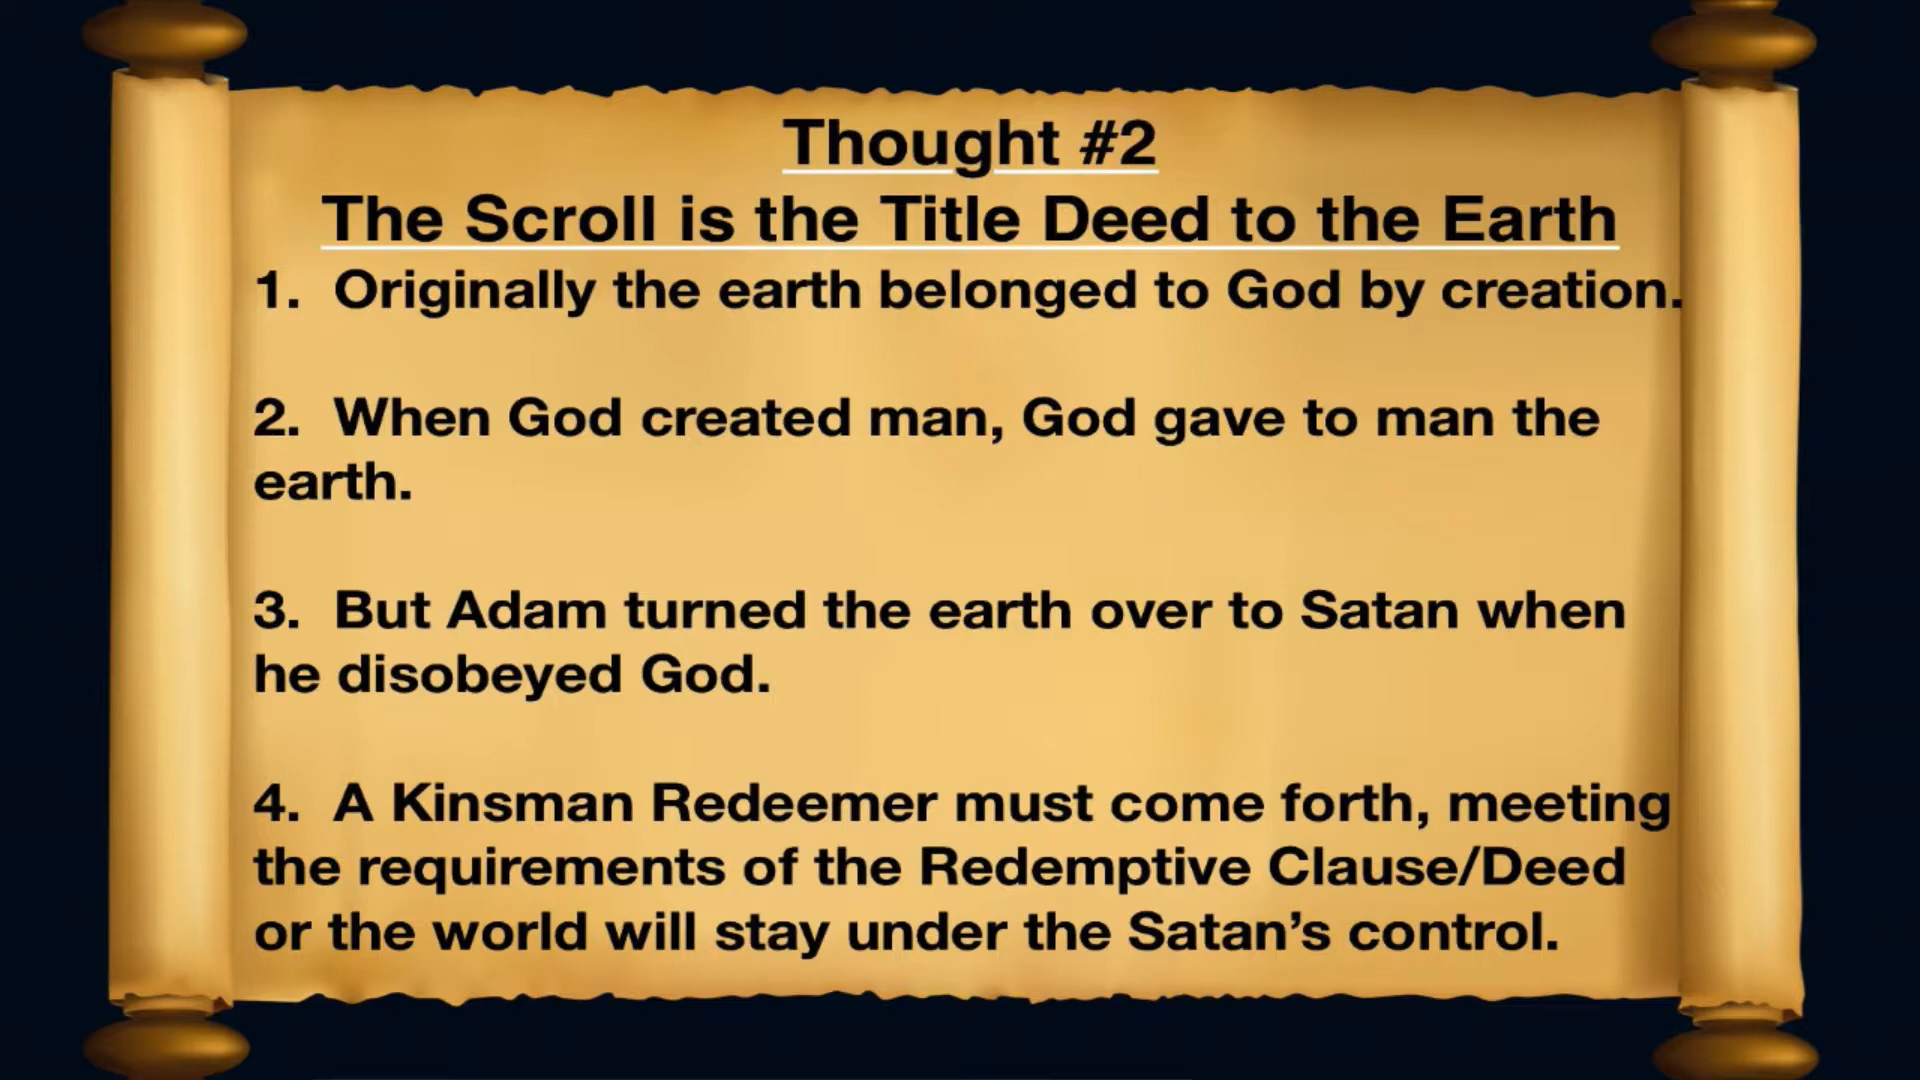 Thought #2
The Scroll is the Title Deed to the Earth
1. Originally the earth belonged to God by creation.
2. When God created man, God gave to man the
earth.
3. But Adam turned the earth over to Satan when
he disobeyed God.
4. A Kinsman Redeemer must come forth, meeting
the requirements of the Redemptive Clause/Deed
or the world will stay under the Satan’s control.